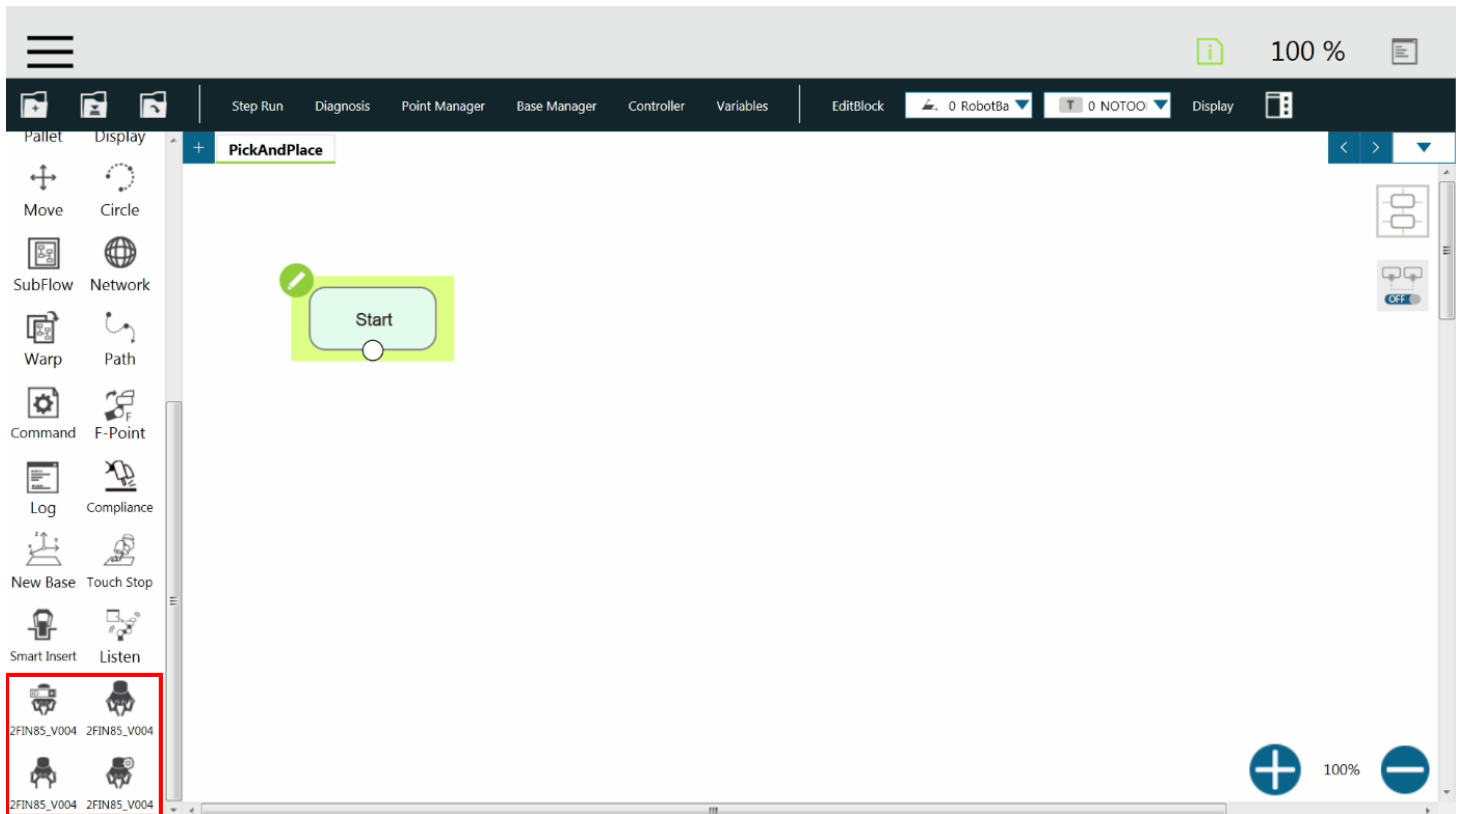 100 %
Step Run Diagnosis Point Manager Base Manager Controller Variables EditBlock 0 RobotBa T 0 NOTOO Display
Pallet Display
+ PickAndPlace
Move Circle
SubFlow Network
OFF
Start
Warp Path
Command F-Point
Log Compliance
New Base Touch Stop
Smart Insert Listen
2FIN85_V004 2FIN85_V004
100%
2FIN85_V004 2FIN85_V004